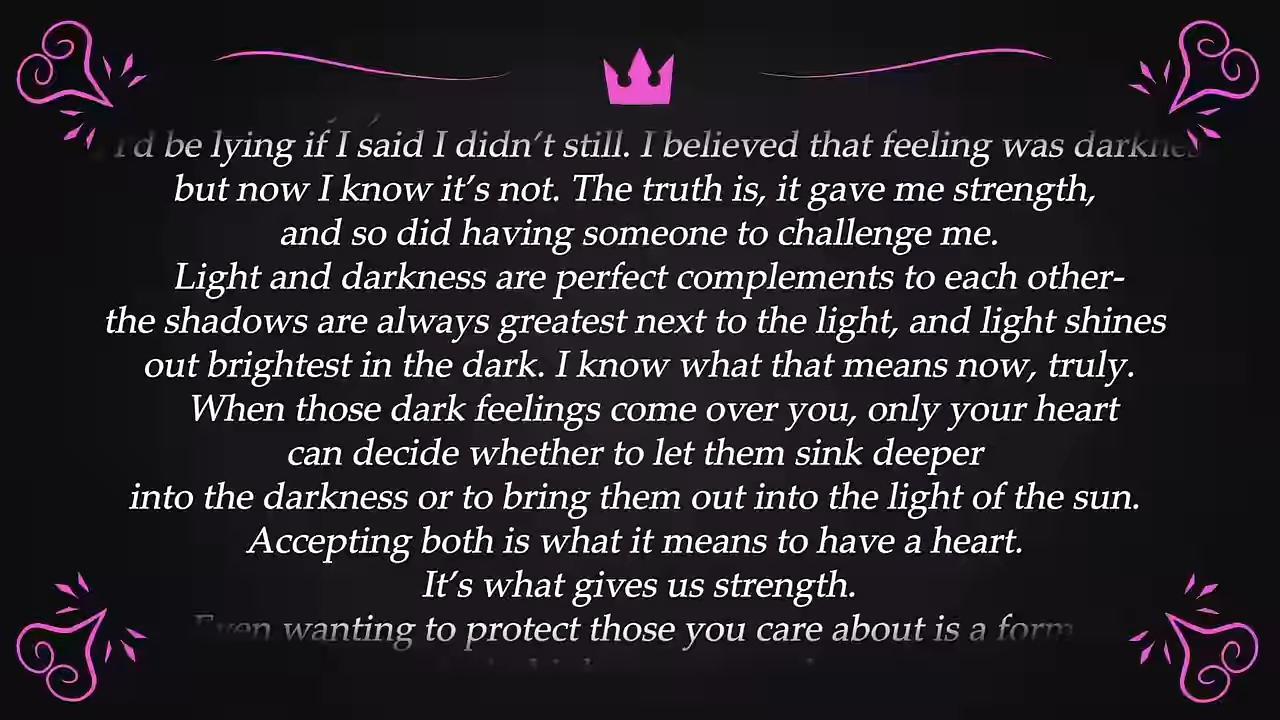 I'd be lying if I said I didn't still. I believed that feeling was
but now I know it's not. The truth is, it gave me strength,
and so did having someone to challenge me.
Light and darkness are perfect complements to each other-
the shadows are always greatest next to the light, and light shines
out brightest in the dark. I know what that means now, truly.
When those dark feelings come over you, only your heart
can decide whether to let them sink deeper
into the darkness or to bring them out into the light of the sun.
Accepting both is what it means to have a heart.
It's what gives us strength.
Even wanting to protect those you care about is a form